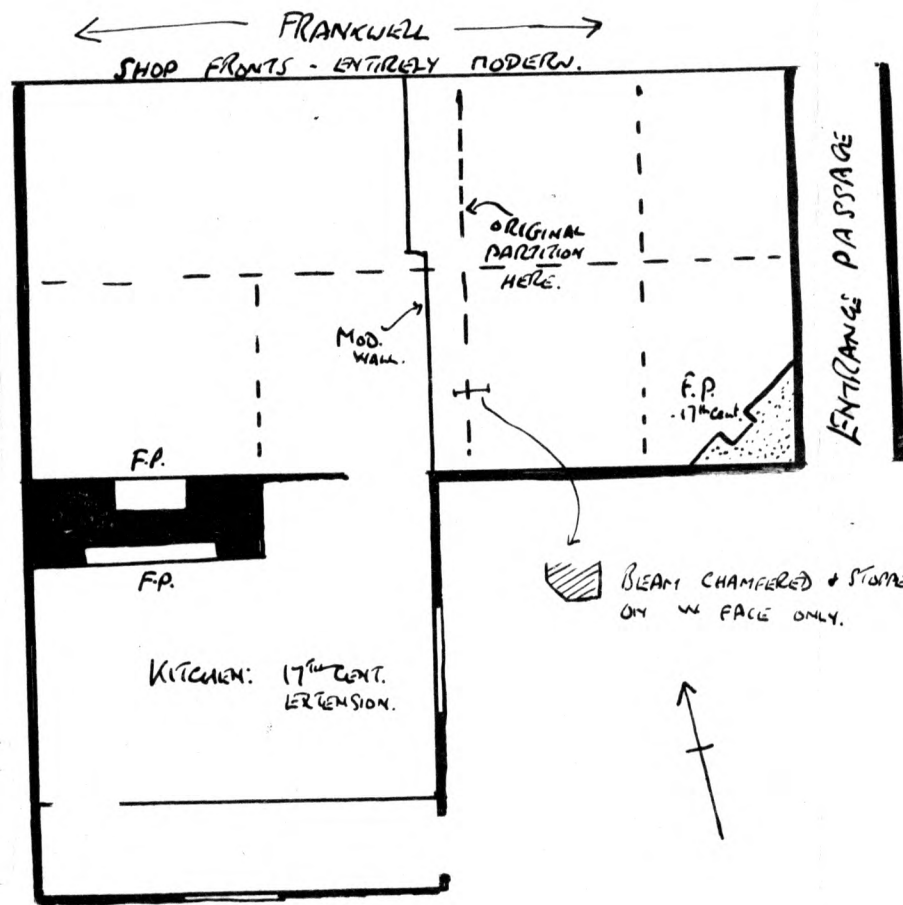 FRANKWELL
SHOP FRONTS - ENTIRELY MODERN.
ENTRANCE PASSAGE
ORIGINAL
PARTITION
HERE.
MOD.
WALL.
F.P.
17th Cent.
F.P.
F.P.
BEAM CHAMFERED & STOPPE
ON W FACE ONLY.
KITCHEN: 17TH CENT.
EXTENSION.